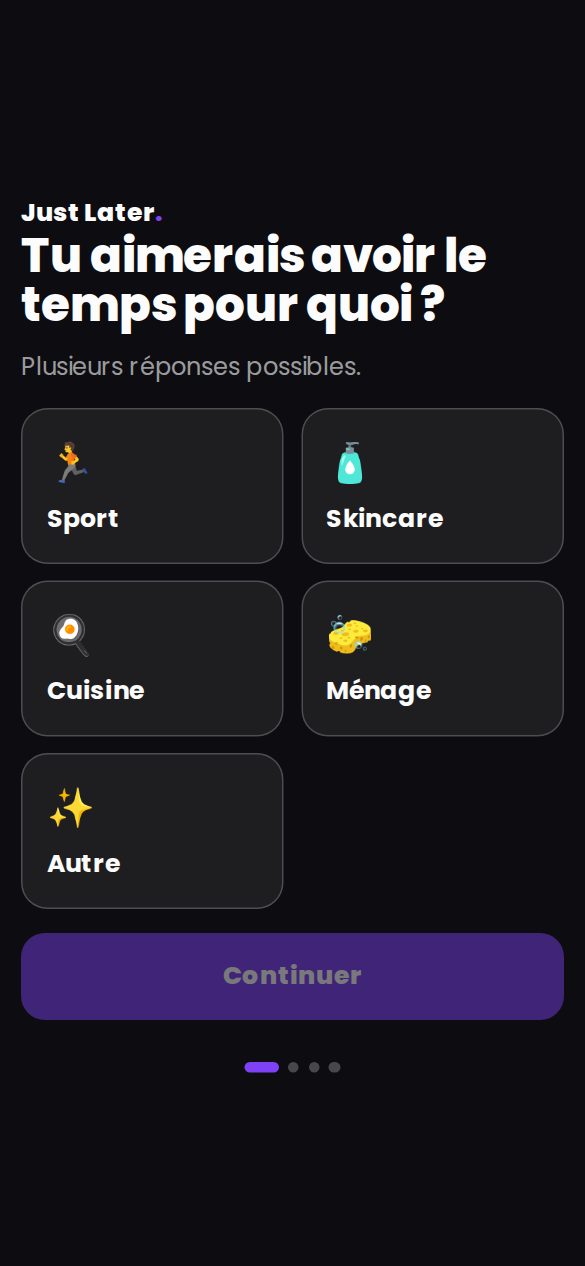 Just Later.
Tu aimerais avoir le
temps pour quoi ?
Plusieurs réponses possibles.
Sport
Skincare
Cuisine
Ménage
Autre
Continuer